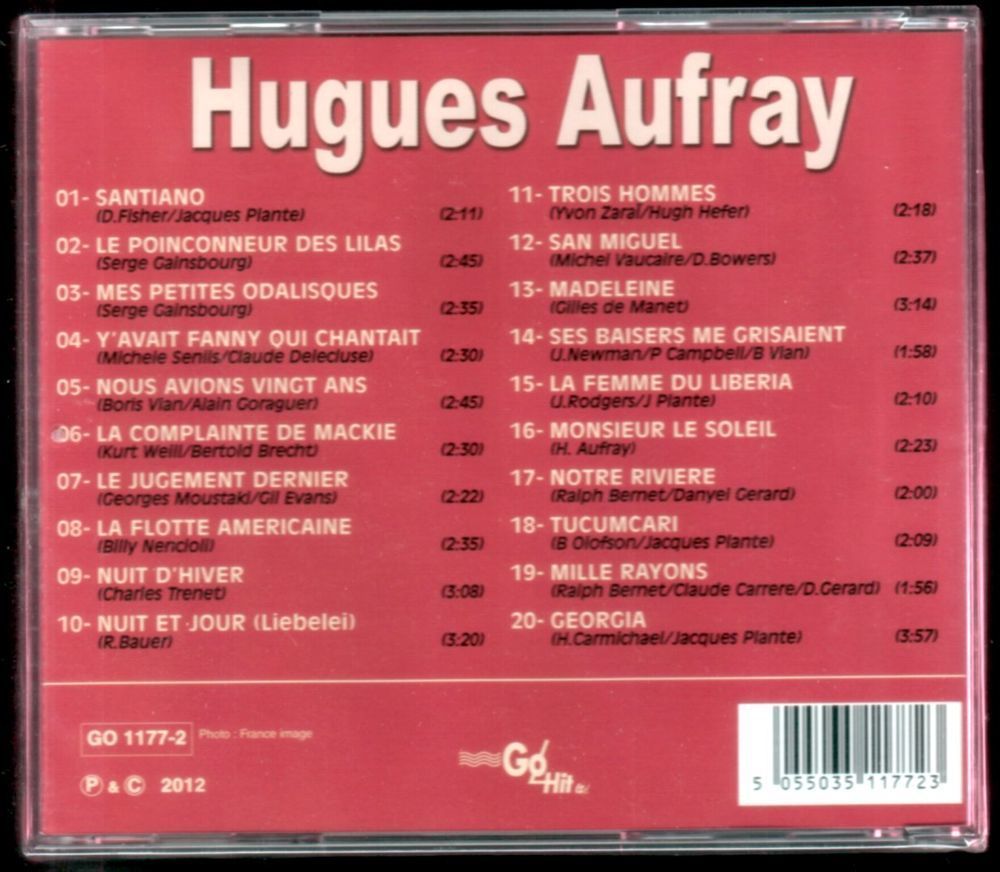 Hugues Aufray
01- SANTIANO
(D.Fisher/Jacques Plante) (2:11)
02- LE POINCONNEUR DES LILAS
(Serge Gainsbourg) (2:45)
03- MES PETITES ODALISQUES
(Serge Gainsbourg) (2:35)
04- Y'AVAIT FANNY QUI CHANTAIT
(Michele Senlis/Claude Delecluse) (2:30)
05- NOUS AVIONS VINGT ANS
(Boris Vian/Alain Goraguer) (2:45)
06- LA COMPLAINTE DE MACKIE
(Kurt Weill/Bertold Brecht) (2:30)
07- LE JUGEMENT DERNIER
(Georges Moustaki/Gil Evans) (2:22)
08- LA FLOTTE AMERICAINE
(Billy Nencioli) (2:35)
09- NUIT D'HIVER
(Charles Trenet) (3:08)
10- NUIT ET JOUR (Liebelei)
(R.Bauer) (3:20)
11- TROIS HOMMES
(Yvon Zaraï/Hugh Hefer) (2:18)
12- SAN MIGUEL
(Michel Vaucaire/D.Bowers) (2:37)
13- MADELEINE
(Gilles de Manet) (3:14)
14- SES BAISERS ME GRISAIENT
(J.Newman/P Campbell/B Vian) (1:58)
15- LA FEMME DU LIBERIA
(J.Rodgers/J Plante) (2:10)
16- MONSIEUR LE SOLEIL
(H. Aufray) (2:23)
17- NOTRE RIVIERE
(Ralph Bernet/Danyel Gerard) (2:00)
18- TUCUMCARI
(B Olofson/Jacques Plante) (2:09)
19- MILLE RAYONS
(Ralph Bernet/Claude Carrere/D.Gerard) (1:56)
20- GEORGIA
(H.Carmichael/Jacques Plante) (3:57)
GO 1177-2 Photo : France image
℗ & © 2012
Go
Hit
5 055035 117723